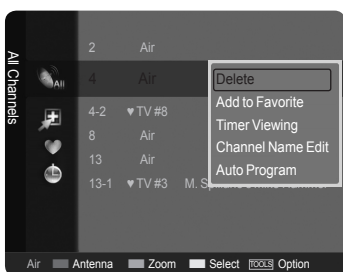 All Channels
All
2 Air
4 Air
4-2 ♥ TV #8
8 Air
13 Air
13-1 ♥ TV #3
Delete
Add to Favorite
Timer Viewing
Channel Name Edit
Auto Program
Air Antenna Zoom Select TOOLS Option